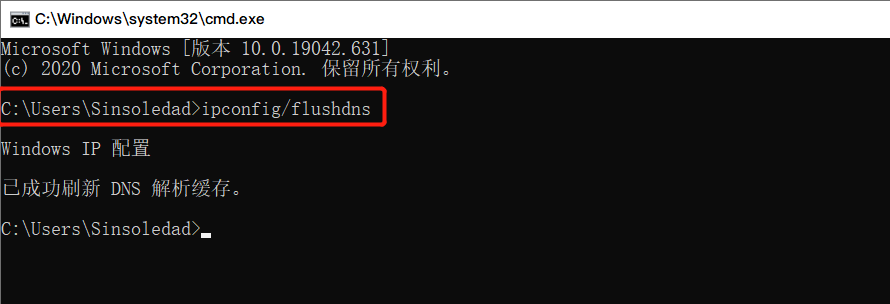 C:\Windows\system32\cmd.exe
Microsoft Windows [版本 10.0.19042.631]
(c) 2020 Microsoft Corporation. 保留所有权利。
C:\Users\Sinsoledad>ipconfig/flushdns
Windows IP 配置
已成功刷新 DNS 解析缓存。
C:\Users\Sinsoledad>